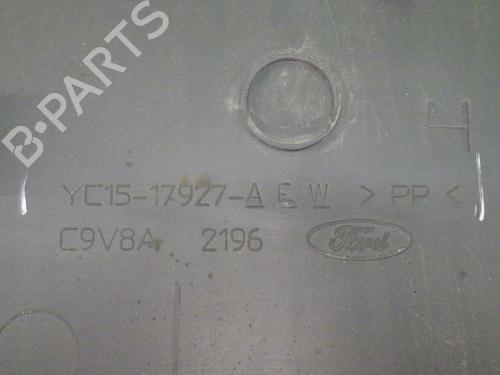 B-PARTS
H
YC15-17927-A E W > PP <
C9V8A 2196 Ford